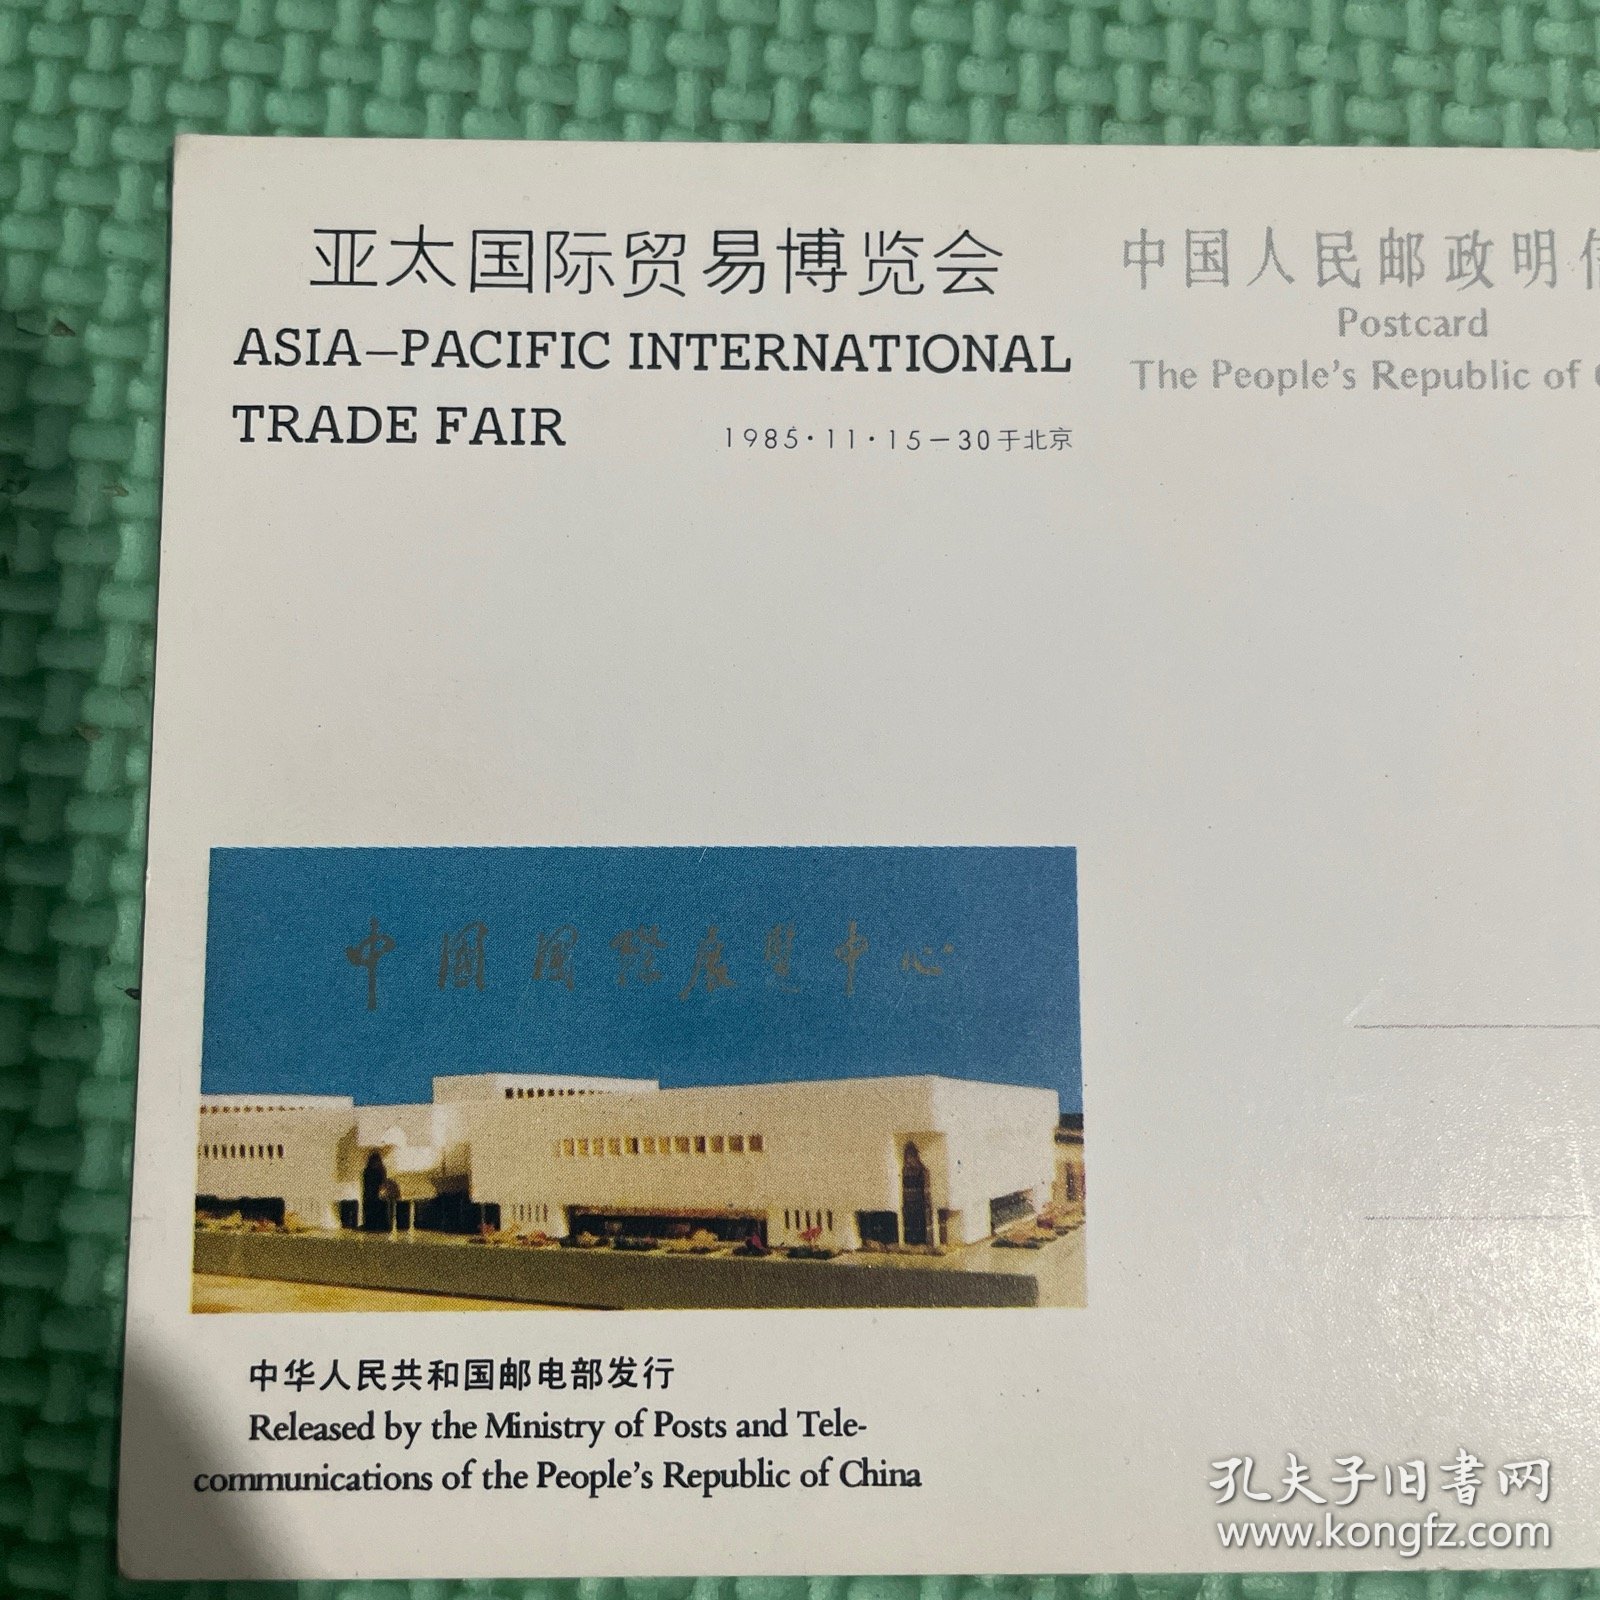 亚太国际贸易博览会
ASIA–PACIFIC INTERNATIONAL
TRADE FAIR
1985·11·15–30于北京
中国人民邮政明信
Postcard
The People's Republic of
中國國際展覽中心
中华人民共和国邮电部发行
Released by the Ministry of Posts and Tele-
communications of the People's Republic of China
孔夫子旧书网
www.kongfz.com